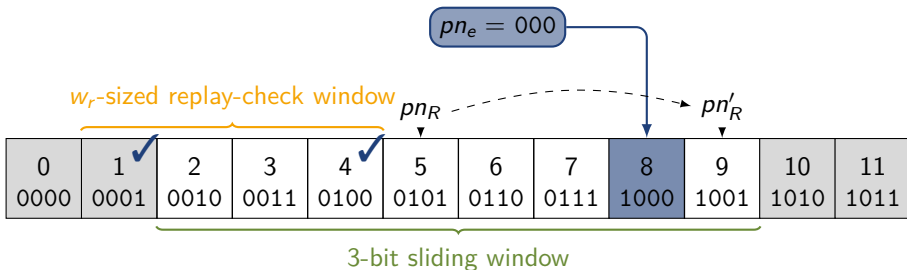 pn_e = 000
w_r-sized replay-check window
pn_R
pn'_R
0 1 2 3 4 5 6 7 8 9 10 11
0000 0001 0010 0011 0100 0101 0110 0111 1000 1001 1010 1011
3-bit sliding window